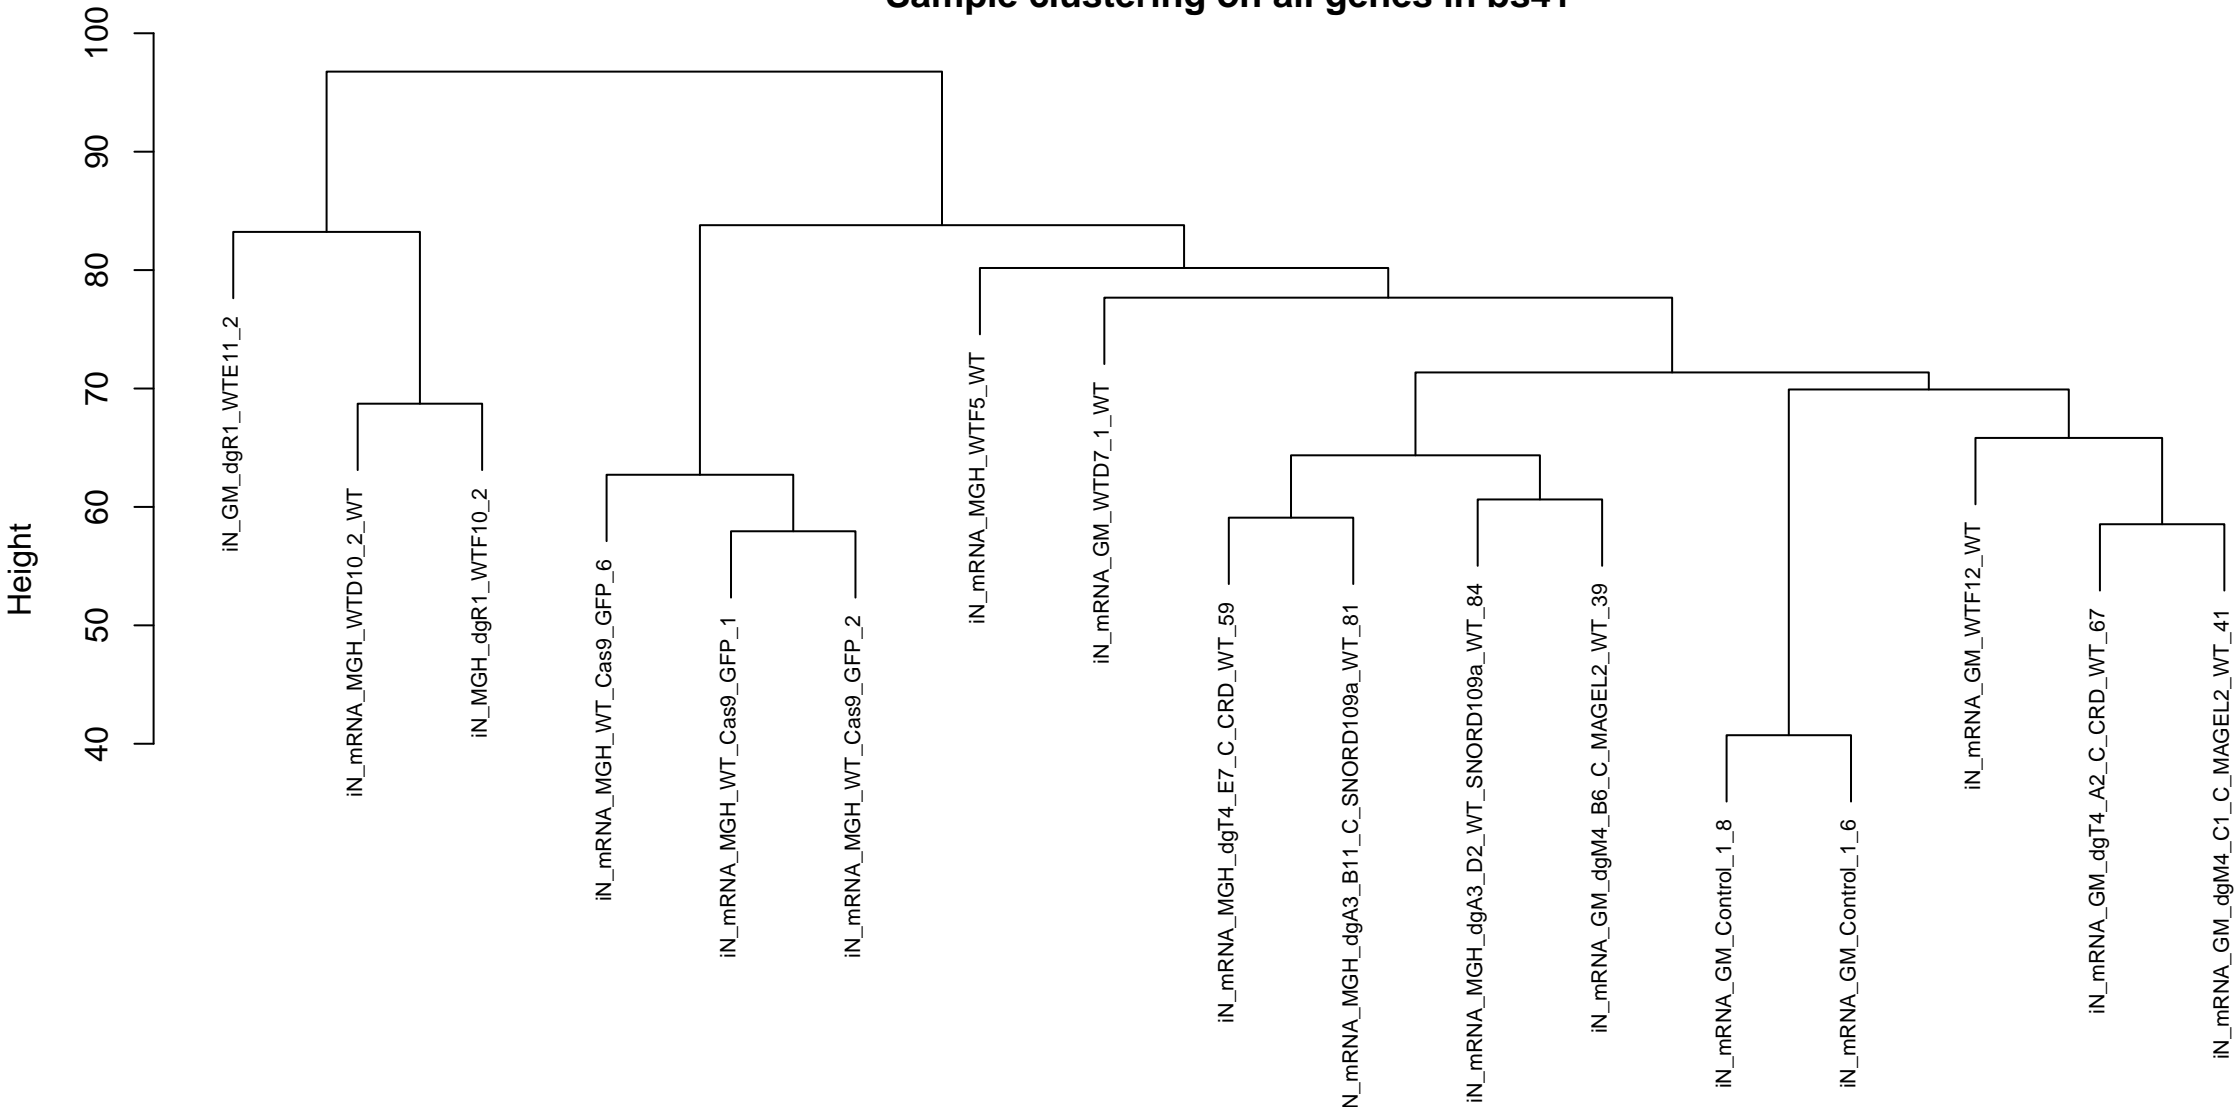 Sample clustering on all genes in bs41
100
90
80
70
60
50
40
Height
iN_GM_dgR1_WTE11_2
iN_mRNA_MGH_WTD10_2_WT
iN_MGH_dgR1_WTF10_2
iN_mRNA_MGH_WT_Cas9_GFP_6
iN_mRNA_MGH_WT_Cas9_GFP_1
iN_mRNA_MGH_WT_Cas9_GFP_2
iN_mRNA_MGH_WTF5_WT
iN_mRNA_GM_WTD7_1_WT
iN_mRNA_MGH_dgT4_E7_C_CRD_WT_59
N_mRNA_MGH_dgA3_B11_C_SNORD109a_WT_81
iN_mRNA_MGH_dgA3_D2_WT_SNORD109a_WT_84
iN_mRNA_GM_dgM4_B6_C_MAGEL2_WT_39
iN_mRNA_GM_Control_1_8
iN_mRNA_GM_Control_1_6
iN_mRNA_GM_WTF12_WT
iN_mRNA_GM_dgT4_A2_C_CRD_WT_67
iN_mRNA_GM_dgM4_C1_C_MAGEL2_WT_41